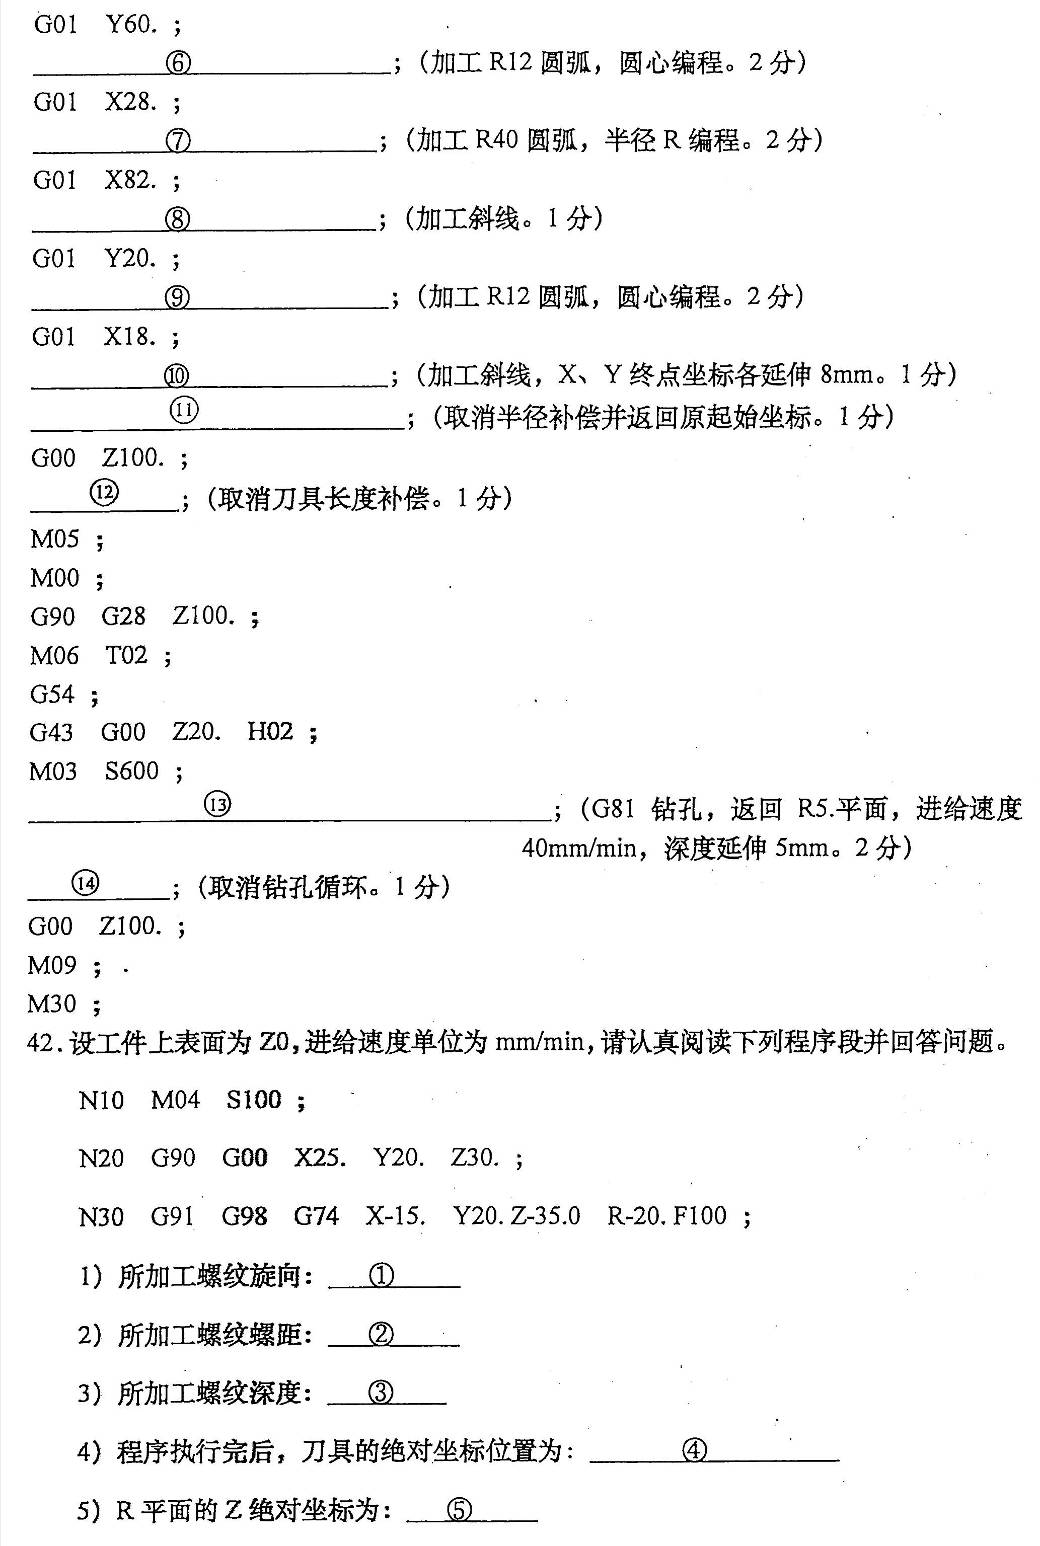 G01 Y60. ;
⑥ ;（加工 R12 圆弧，圆心编程。2 分）
G01 X28. ;
⑦ ;（加工 R40 圆弧，半径 R 编程。2 分）
G01 X82. ;
⑧ ;（加工斜线。1 分）
G01 Y20. ;
⑨ ;（加工 R12 圆弧，圆心编程。2 分）
G01 X18. ;
⑩ ;（加工斜线，X、Y 终点坐标各延伸 8mm。1 分）
⑪ ;（取消半径补偿并返回原起始坐标。1 分）
G00 Z100. ;
⑫ ;（取消刀具长度补偿。1 分）
M05 ;
M00 ;
G90 G28 Z100. ;
M06 T02 ;
G54 ;
G43 G00 Z20. H02 ;
M03 S600 ;
⑬ ;（G81 钻孔，返回 R5.平面，进给速度
40mm/min，深度延伸 5mm。2 分）
⑭ ;（取消钻孔循环。1 分）
G00 Z100. ;
M09 ;
M30 ;
42.设工件上表面为 Z0，进给速度单位为 mm/min，请认真阅读下列程序段并回答问题。
N10 M04 S100 ;
N20 G90 G00 X25. Y20. Z30. ;
N30 G91 G98 G74 X-15. Y20. Z-35.0 R-20. F100 ;
1）所加工螺纹旋向： ①
2）所加工螺纹螺距： ②
3）所加工螺纹深度： ③
4）程序执行完后，刀具的绝对坐标位置为： ④
5）R 平面的 Z 绝对坐标为： ⑤